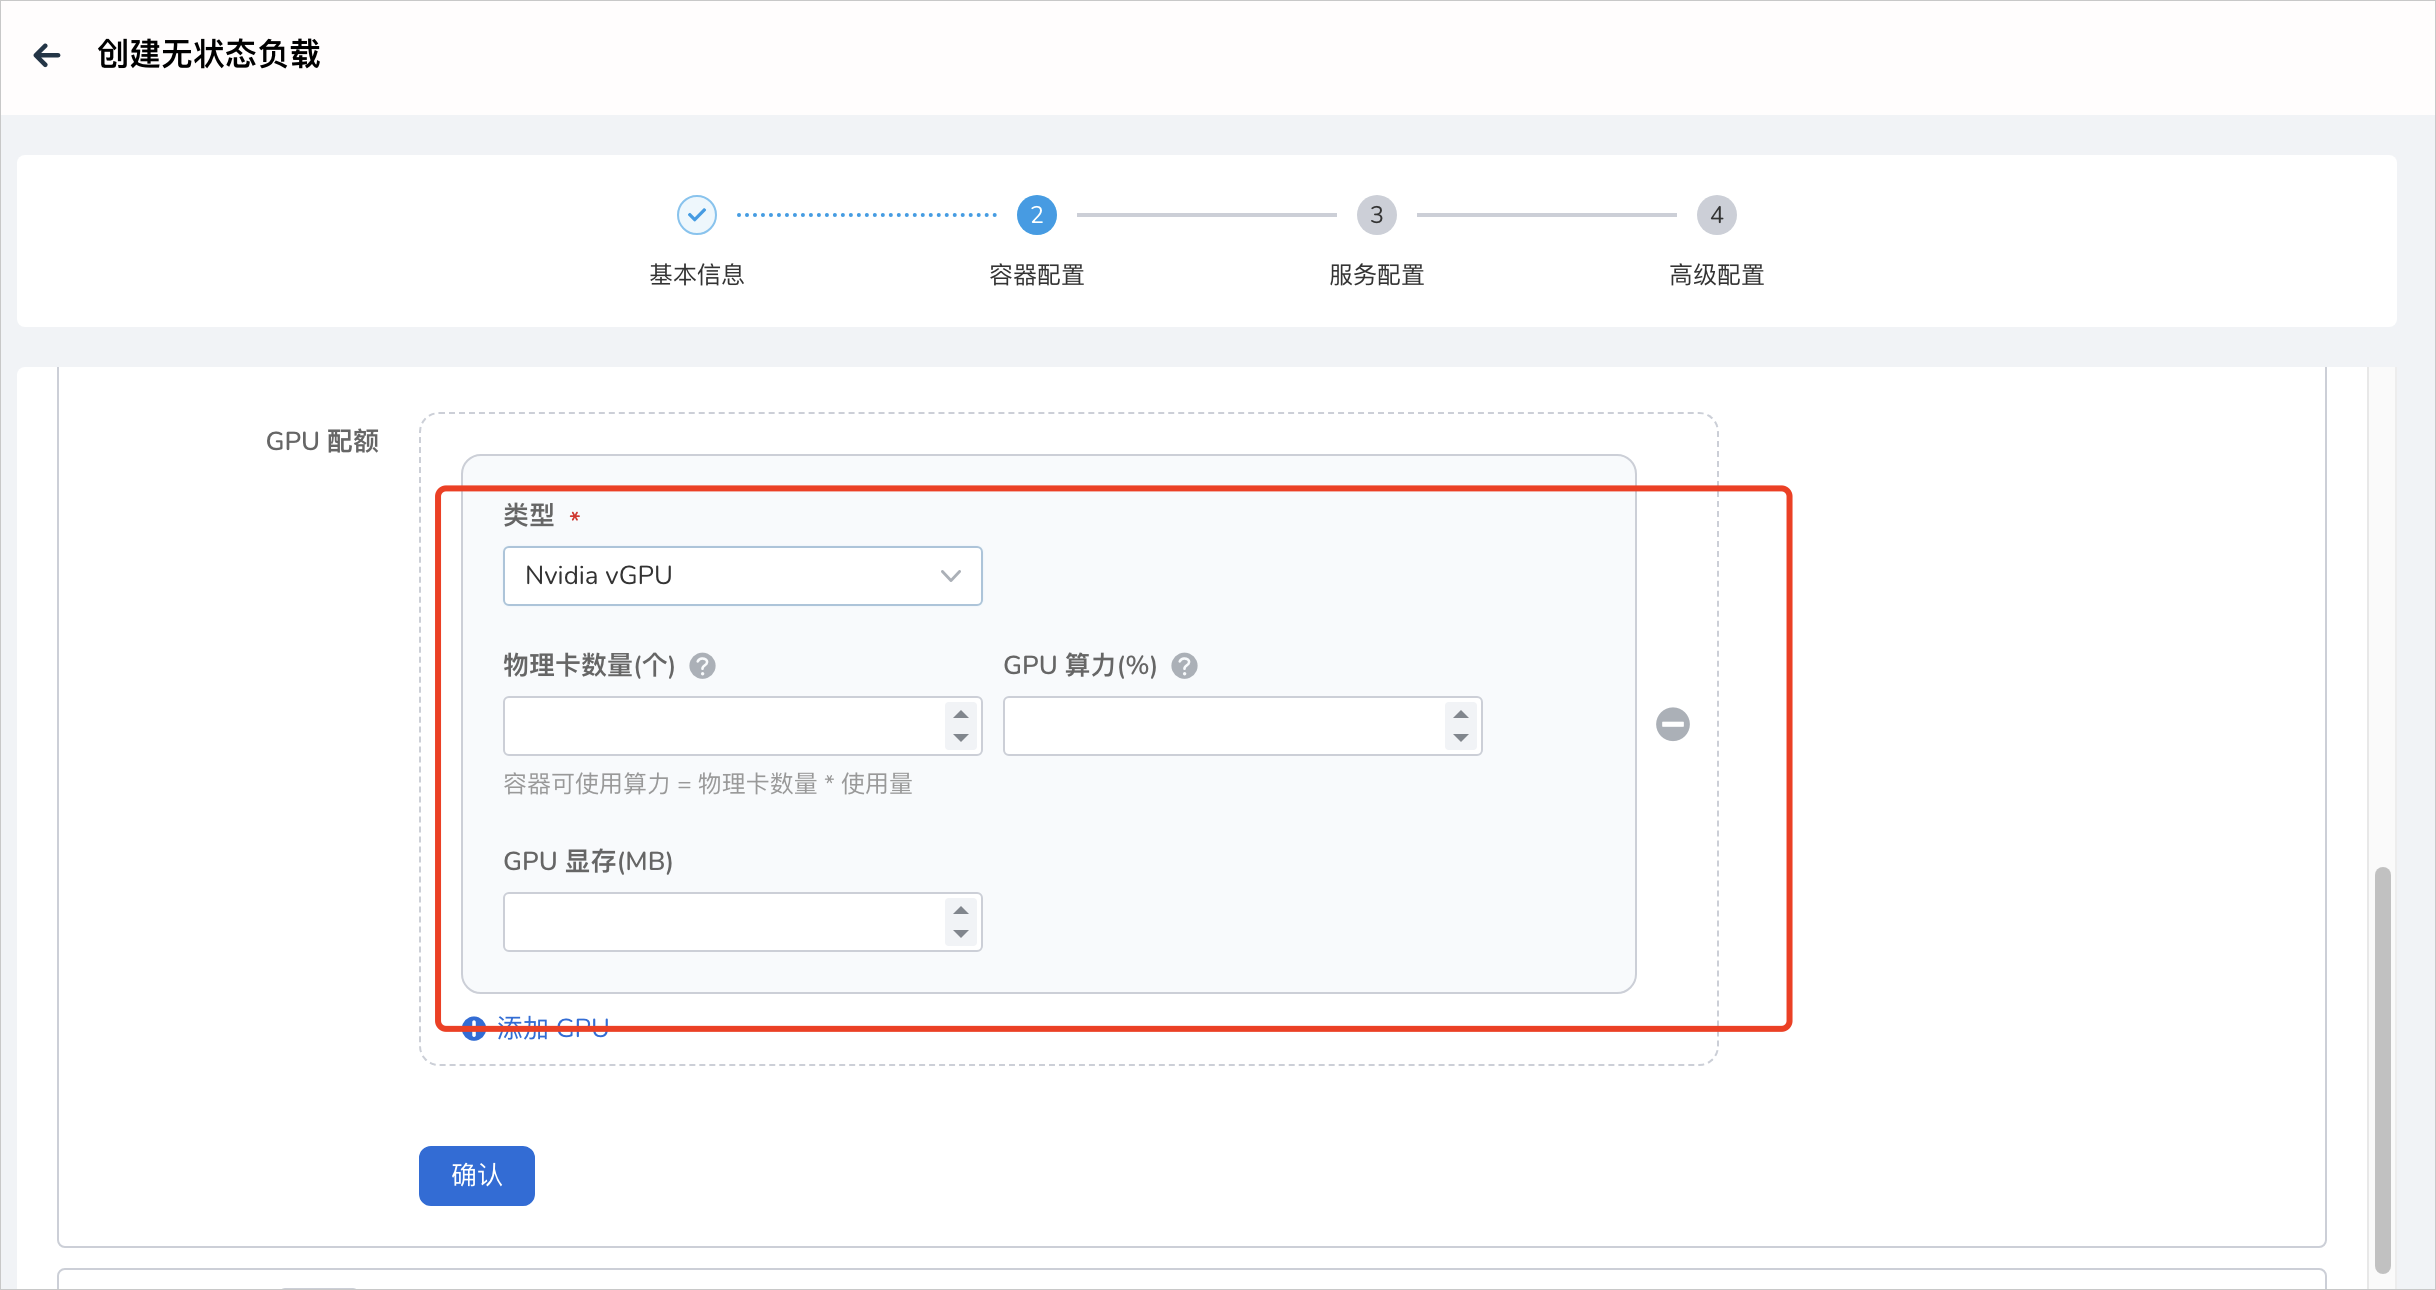 创建无状态负载
2
3
4
基本信息
容器配置
服务配置
高级配置
GPU 配额
类型 *
Nvidia vGPU
物理卡数量(个) ?
GPU 算力(%) ?
容器可使用算力 = 物理卡数量 * 使用量
GPU 显存(MB)
添加 GPU
确认